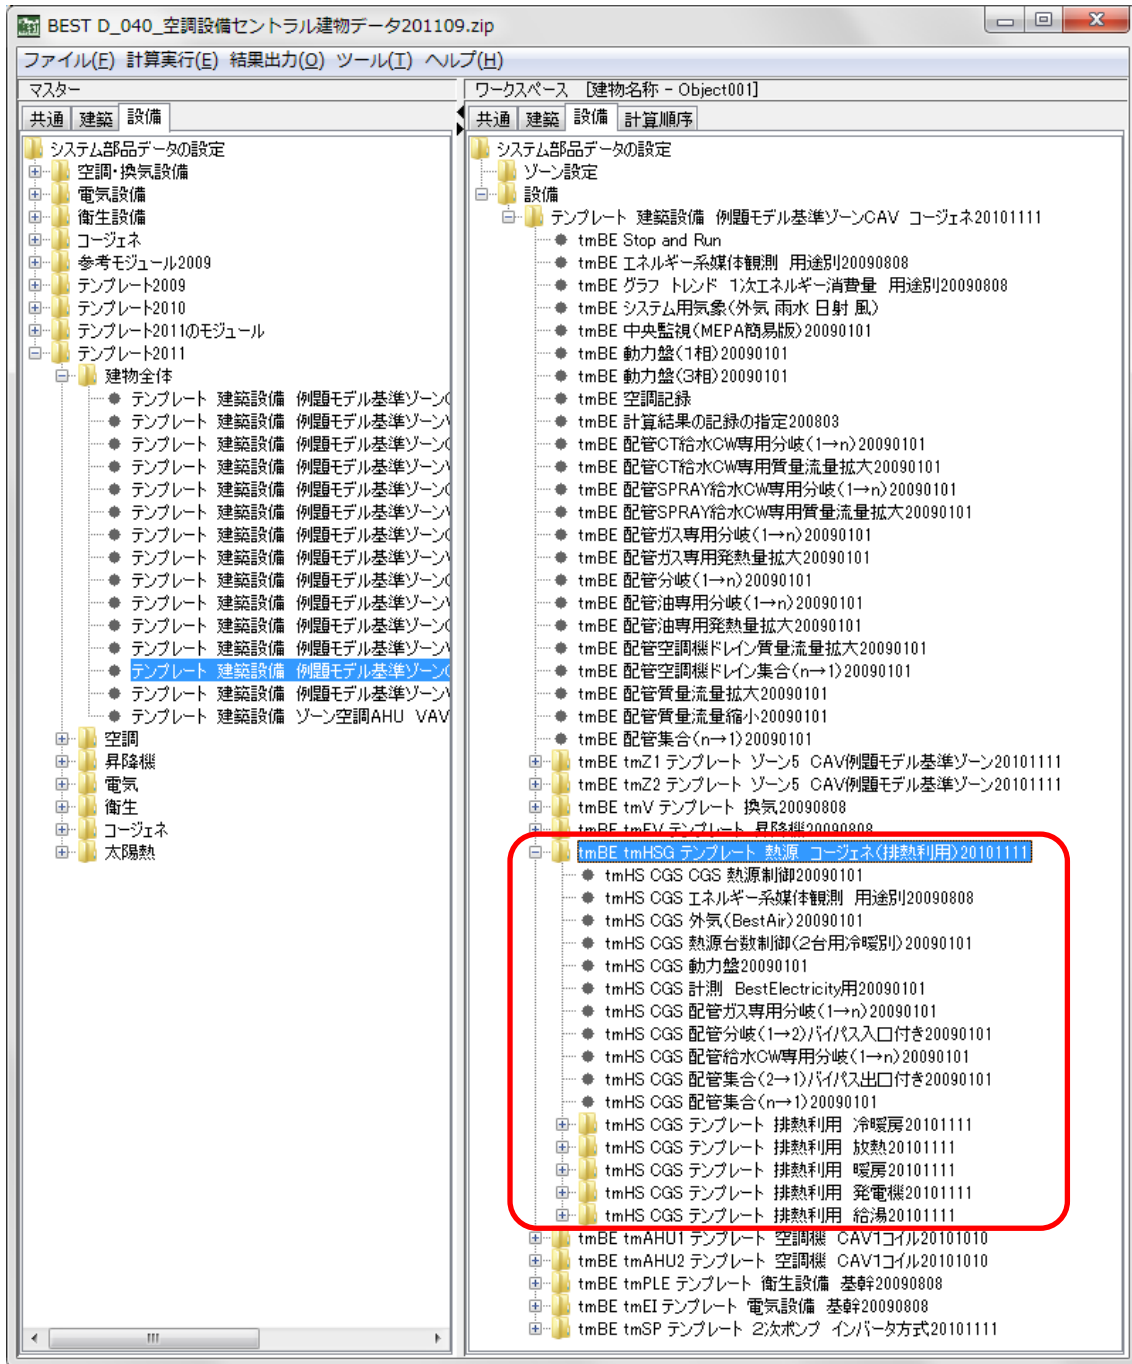 BEST D_040_空調設備セントラル建物データ201109.zip
ファイル(F) 計算実行(E) 結果出力(O) ツール(T) ヘルプ(H)
マスター
共通 建築 設備
システム部品データの設定
空調・換気設備
電気設備
衛生設備
コージェネ
参考モジュール2009
テンプレート2009
テンプレート2010
テンプレート2011のモジュール
テンプレート2011
建物全体
テンプレート 建築設備 例題モデル基準ゾーンC
テンプレート 建築設備 例題モデル基準ゾーンV
テンプレート 建築設備 例題モデル基準ゾーンC
テンプレート 建築設備 例題モデル基準ゾーンV
テンプレート 建築設備 例題モデル基準ゾーンC
テンプレート 建築設備 例題モデル基準ゾーンV
テンプレート 建築設備 例題モデル基準ゾーンC
テンプレート 建築設備 例題モデル基準ゾーンV
テンプレート 建築設備 例題モデル基準ゾーンC
テンプレート 建築設備 例題モデル基準ゾーンV
テンプレート 建築設備 例題モデル基準ゾーンC
テンプレート 建築設備 例題モデル基準ゾーンV
テンプレート 建築設備 例題モデル基準ゾーンC
テンプレート 建築設備 例題モデル基準ゾーンV
テンプレート 建築設備 ゾーン空調AHU VAV
空調
昇降機
電気
衛生
コージェネ
太陽熱
ワークスペース [建物名称 - Object001]
共通 建築 設備 計算順序
システム部品データの設定
ゾーン設定
設備
テンプレート 建築設備 例題モデル基準ゾーンCAV コージェネ20101111
tmBE Stop and Run
tmBE エネルギー系媒体観測 用途別20090808
tmBE グラフ トレンド 1次エネルギー消費量 用途別20090808
tmBE システム用気象(外気 雨水 日射 風)
tmBE 中央監視(MEPA簡易版)20090101
tmBE 動力盤(1相)20090101
tmBE 動力盤(3相)20090101
tmBE 空調記録
tmBE 計算結果の記録の指定200803
tmBE 配管CT給水CW専用分岐(1→n)20090101
tmBE 配管CT給水CW専用質量流量拡大20090101
tmBE 配管SPRAY給水CW専用分岐(1→n)20090101
tmBE 配管SPRAY給水CW専用質量流量拡大20090101
tmBE 配管ガス専用分岐(1→n)20090101
tmBE 配管ガス専用発熱量拡大20090101
tmBE 配管分岐(1→n)20090101
tmBE 配管油専用分岐(1→n)20090101
tmBE 配管油専用発熱量拡大20090101
tmBE 配管空調機ドレイン質量流量拡大20090101
tmBE 配管空調機ドレイン集合(n→1)20090101
tmBE 配管質量流量拡大20090101
tmBE 配管質量流量縮小20090101
tmBE 配管集合(n→1)20090101
tmBE tmZ1 テンプレート ゾーン5 CAV例題モデル基準ゾーン20101111
tmBE tmZ2 テンプレート ゾーン5 CAV例題モデル基準ゾーン20101111
tmBE tmV テンプレート 換気20090808
tmBE tmEV テンプレート 昇降機20090808
tmBE tmHSG テンプレート 熱源 コージェネ(排熱利用)20101111
tmHS CGS CGS 熱源制御20090101
tmHS CGS エネルギー系媒体観測 用途別20090808
tmHS CGS 外気(BestAir)20090101
tmHS CGS 熱源台数制御(2台用冷暖別)20090101
tmHS CGS 動力盤20090101
tmHS CGS 計測 BestElectricity用20090101
tmHS CGS 配管ガス専用分岐(1→n)20090101
tmHS CGS 配管分岐(1→2)バイパス入口付き20090101
tmHS CGS 配管給水CW専用分岐(1→n)20090101
tmHS CGS 配管集合(2→1)バイパス出口付き20090101
tmHS CGS 配管集合(n→1)20090101
tmHS CGS テンプレート 排熱利用 冷暖房20101111
tmHS CGS テンプレート 排熱利用 放熱20101111
tmHS CGS テンプレート 排熱利用 暖房20101111
tmHS CGS テンプレート 排熱利用 発電機20101111
tmHS CGS テンプレート 排熱利用 給湯20101111
tmBE tmAHU1 テンプレート 空調機 CAV1コイル20101010
tmBE tmAHU2 テンプレート 空調機 CAV1コイル20101010
tmBE tmPLE テンプレート 衛生設備 基幹20090808
tmBE tmEI テンプレート 電気設備 基幹20090808
tmBE tmSP テンプレート 2次ポンプ インバータ方式20101111